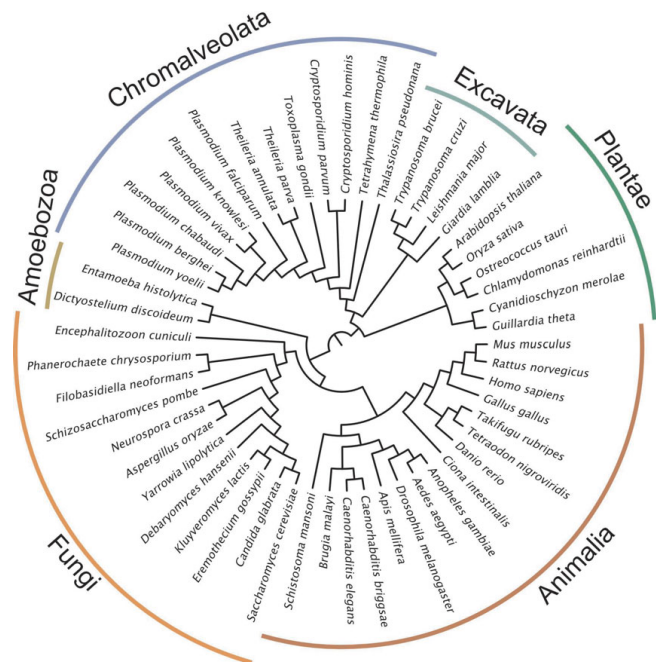 Chromalveolata
Excavata
Plantae
Amoebozoa
Fungi
Animalia
Dictyostelium discoideum
Entamoeba histolytica
Plasmodium yoelii
Plasmodium berghei
Plasmodium chabaudi
Plasmodium vivax
Plasmodium knowlesi
Plasmodium falciparum
Theileria annulata
Theileria parva
Toxoplasma gondii
Cryptosporidium parvum
Cryptosporidium hominis
Tetrahymena thermophila
Thalassiosira pseudonana
Trypanosoma brucei
Trypanosoma cruzi
Leishmania major
Giardia lamblia
Arabidopsis thaliana
Oryza sativa
Ostreococcus tauri
Chlamydomonas reinhardtii
Cyanidioschyzon merolae
Guillardia theta
Mus musculus
Rattus norvegicus
Homo sapiens
Gallus gallus
Takifugu rubripes
Tetraodon nigroviridis
Danio rerio
Ciona intestinalis
Anopheles gambiae
Aedes aegypti
Drosophila melanogaster
Apis mellifera
Caenorhabditis briggsae
Caenorhabditis elegans
Brugia malayi
Schistosoma mansoni
Saccharomyces cerevisiae
Candida glabrata
Eremothecium gossypii
Kluyveromyces lactis
Debaryomyces hansenii
Yarrowia lipolytica
Aspergillus oryzae
Neurospora crassa
Schizosaccharomyces pombe
Filobasidiella neoformans
Phanerochaete chrysosporium
Encephalitozoon cuniculi